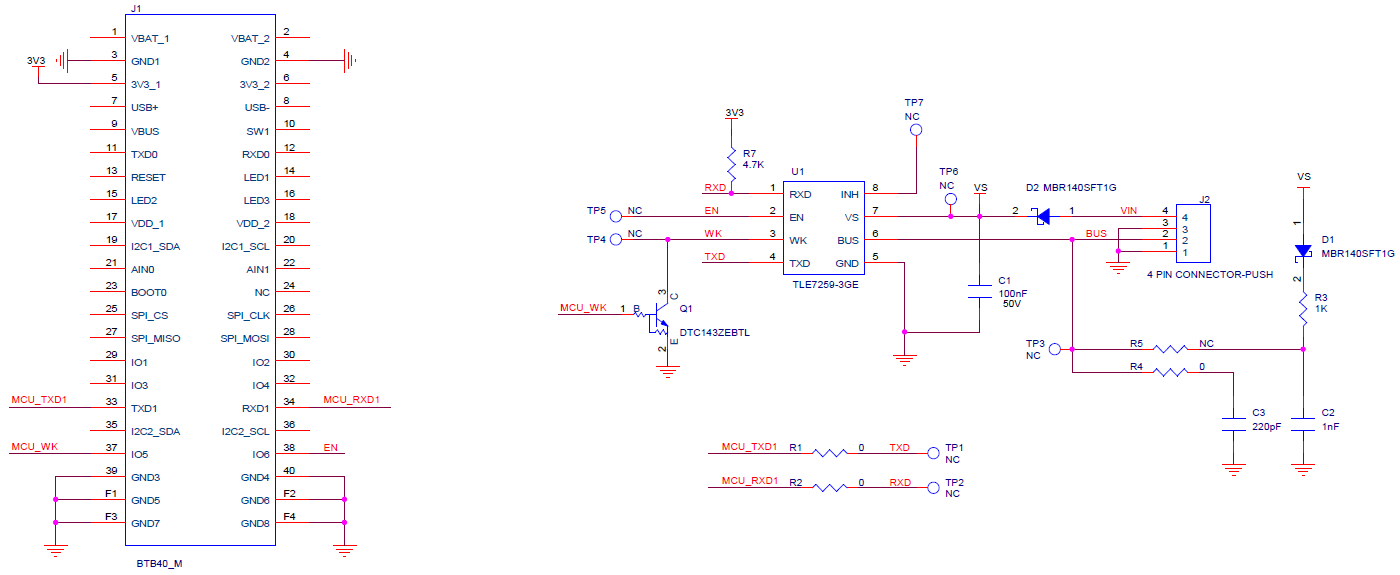 J1
1 VBAT_1 VBAT_2 2
3 GND1 GND2 4
3V3
5 3V3_1 3V3_2 6
7 USB+ USB- 8
9 VBUS SW1 10
11 TXD0 RXD0 12
13 RESET LED1 14
15 LED2 LED3 16
17 VDD_1 VDD_2 18
19 I2C1_SDA I2C1_SCL 20
21 AIN0 AIN1 22
23 BOOT0 NC 24
25 SPI_CS SPI_CLK 26
27 SPI_MISO SPI_MOSI 28
29 IO1 IO2 30
31 IO3 IO4 32
MCU_TXD1 33 TXD1 RXD1 34 MCU_RXD1
35 I2C2_SDA I2C2_SCL 36
MCU_WK 37 IO5 IO6 38 EN
39 GND3 GND4 40
F1 GND5 GND6 F2
F3 GND7 GND8 F4
BTB40_M
3V3
R7
4.7K
TP7
NC
U1
RXD 1 RXD INH 8
TP5 NC EN 2 EN VS 7
TP4 NC WK 3 WK BUS 6
TXD 4 TXD GND 5
TLE7259-3GE
TP6
NC
VS
D2 MBR140SFT1G
2 1 VIN 4 4
3 3
BUS 2 2
1 1
J2
4 PIN CONNECTOR-PUSH
C1
100nF
50V
MCU_WK 1 B
3 C
Q1
DTC143ZEBTL
2 E
VS
1
D1
MBR140SFT1G
2
R3
1K
TP3
NC
R5 NC
R4 0
C3
220pF
C2
1nF
MCU_TXD1 R1 0 TXD TP1
NC
MCU_RXD1 R2 0 RXD TP2
NC